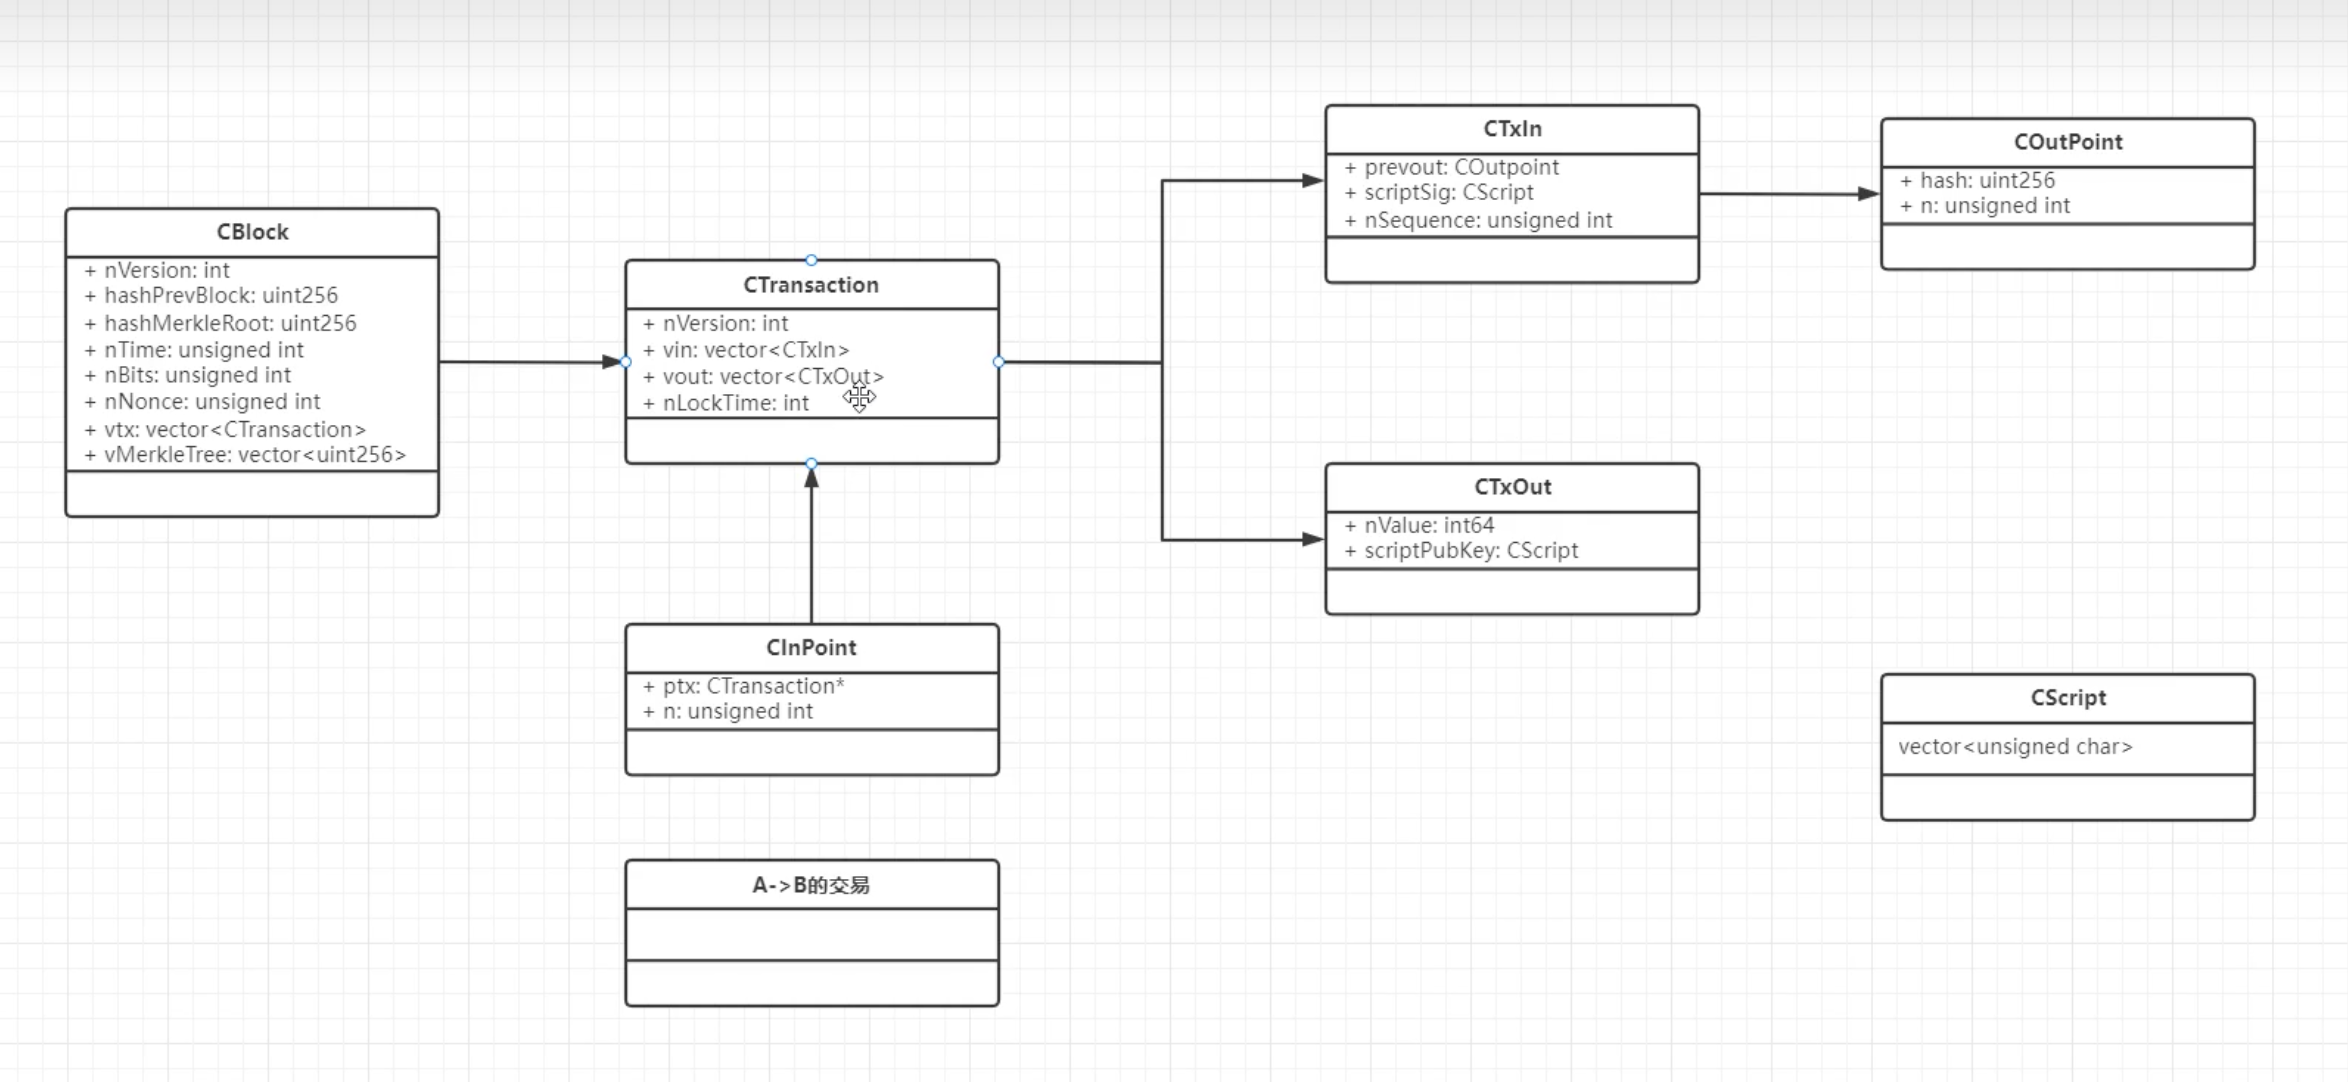 CBlock
+ nVersion: int
+ hashPrevBlock: uint256
+ hashMerkleRoot: uint256
+ nTime: unsigned int
+ nBits: unsigned int
+ nNonce: unsigned int
+ vtx: vector<CTransaction>
+ vMerkleTree: vector<uint256>
CTransaction
+ nVersion: int
+ vin: vector<CTxIn>
+ vout: vector<CTxOut>
+ nLockTime: int
CInPoint
+ ptx: CTransaction*
+ n: unsigned int
A->B的交易
CTxIn
+ prevout: COutpoint
+ scriptSig: CScript
+ nSequence: unsigned int
CTxOut
+ nValue: int64
+ scriptPubKey: CScript
COutPoint
+ hash: uint256
+ n: unsigned int
CScript
vector<unsigned char>